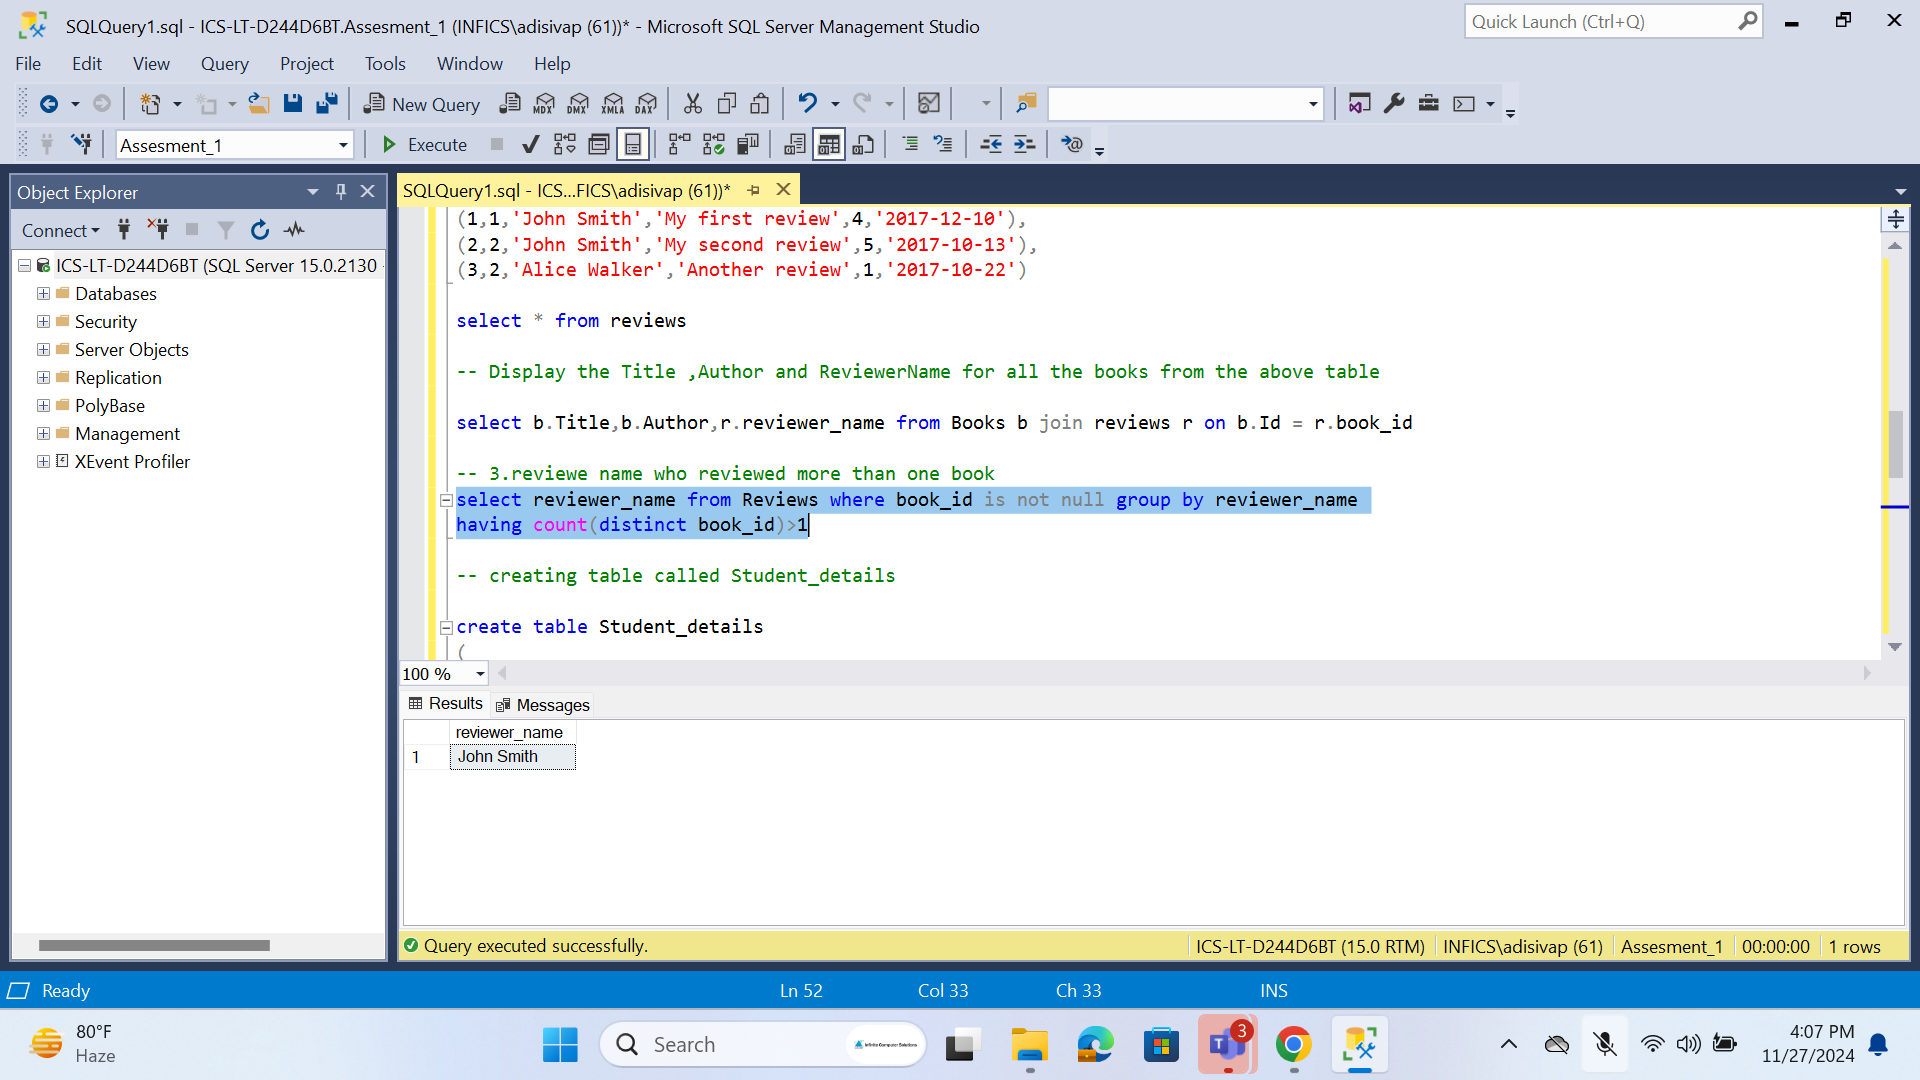 SQLQuery1.sql - ICS-LT-D244D6BT.Assesment_1 (INFICS\adisivap (61))* - Microsoft SQL Server Management Studio
Quick Launch (Ctrl+Q)
File Edit View Query Project Tools Window Help
New Query MDX DMX XMLA DAX
Assesment_1 Execute
Object Explorer
Connect
ICS-LT-D244D6BT (SQL Server 15.0.2130
Databases
Security
Server Objects
Replication
PolyBase
Management
XEvent Profiler
SQLQuery1.sql - ICS...FICS\adisivap (61))*
(1,1,'John Smith','My first review',4,'2017-12-10'),
(2,2,'John Smith','My second review',5,'2017-10-13'),
(3,2,'Alice Walker','Another review',1,'2017-10-22')
select * from reviews
-- Display the Title ,Author and ReviewerName for all the books from the above table
select b.Title,b.Author,r.reviewer_name from Books b join reviews r on b.Id = r.book_id
-- 3.reviewe name who reviewed more than one book
select reviewer_name from Reviews where book_id is not null group by reviewer_name
having count(distinct book_id)>1
-- creating table called Student_details
create table Student_details
(
100 %
Results Messages
reviewer_name
1 John Smith
Query executed successfully. ICS-LT-D244D6BT (15.0 RTM) INFICS\adisivap (61) Assesment_1 00:00:00 1 rows
Ready Ln 52 Col 33 Ch 33 INS
80°F
Haze
Search
Infinite Computer Solutions
3
T
4:07 PM
11/27/2024